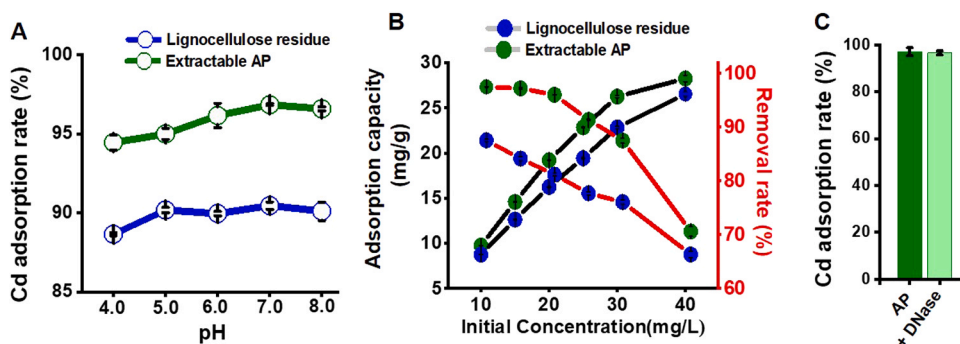 A
Lignocellulose residue
Extractable AP
Cd adsorption rate (%)
100
95
90
85
4.0 5.0 6.0 7.0 8.0
pH
B
Lignocellulose residue
Extractable AP
Adsorption capacity
(mg/g)
30
25
20
15
10
5
100
90
80
70
60
Removal rate
(%)
10 20 30 40
Initial Concentration(mg/L)
C
Cd adsorption rate (%)
100
80
60
40
20
0
AP
+ DNase